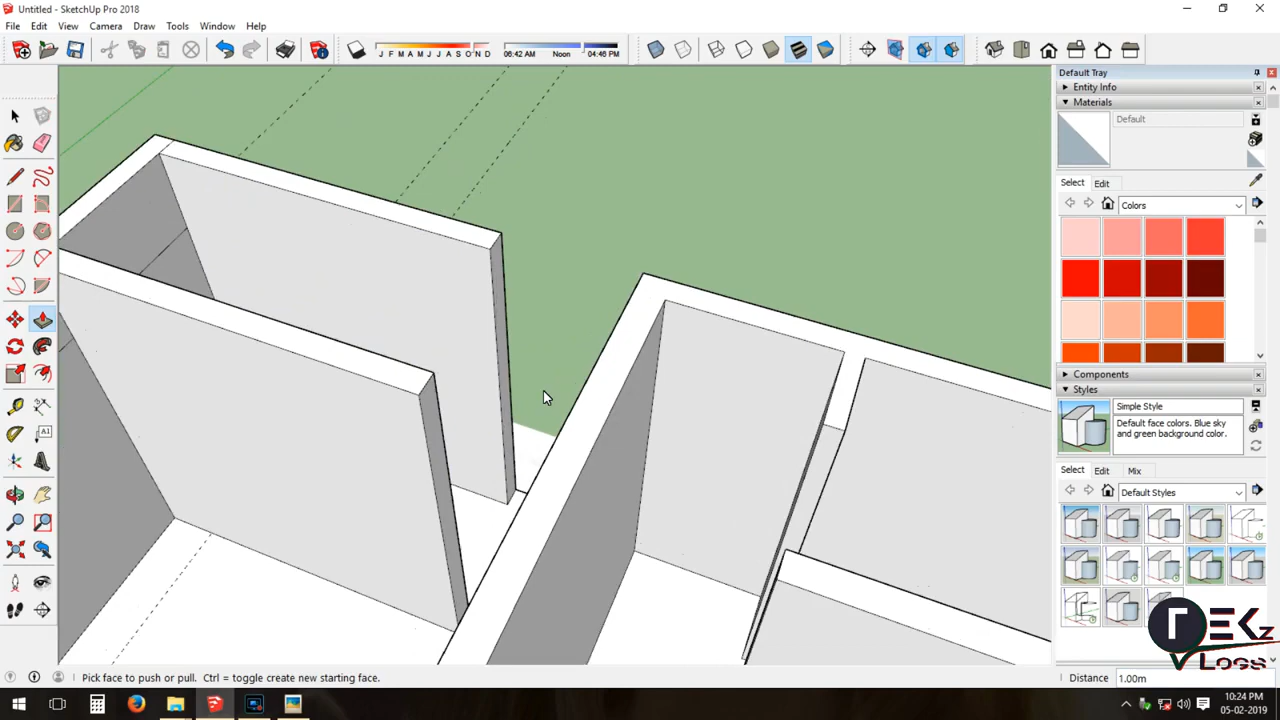 Untitled - SketchUp Pro 2018
File Edit View Camera Draw Tools Window Help
J F M A M J J A S O N D
06:42 AM Noon 04:46 PM
Default Tray
Entity Info
Materials
Default
Select Edit
Colors
Components
Styles
Simple Style
Default face colors. Blue sky
and green background color.
Select Edit Mix
Default Styles
A1
TEKz
VLogs
Pick face to push or pull. Ctrl = toggle create new starting face.
Distance 1.00m
10:24 PM
05-02-2019